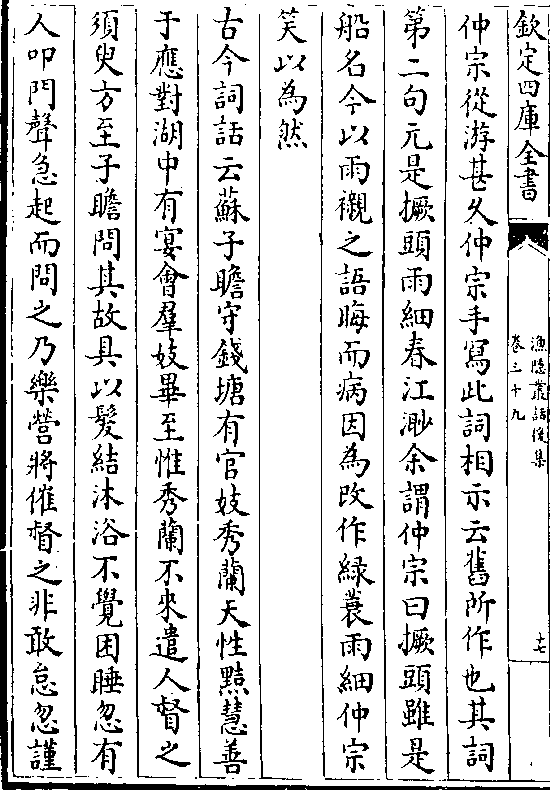 欽定四庫全書
漁隱叢話後集
卷三十九
十七
仲宗從游甚久仲宗手寫此詞相示云舊所作也其詞
第二句元是撅頭雨細春江渺余謂仲宗曰撅頭雖是
船名今以雨襯之語晦而病因為改作緑蓑雨細仲宗
笑以為然
古今詞話云蘇子瞻守錢塘有官妓秀蘭天性黠慧善
于應對湖中有宴會羣妓畢至惟秀蘭不來遣人督之
須臾方至子瞻問其故具以髮結沐浴不覺困睡忽有
人叩門聲急起而問之乃樂營將催督之非敢怠忽謹